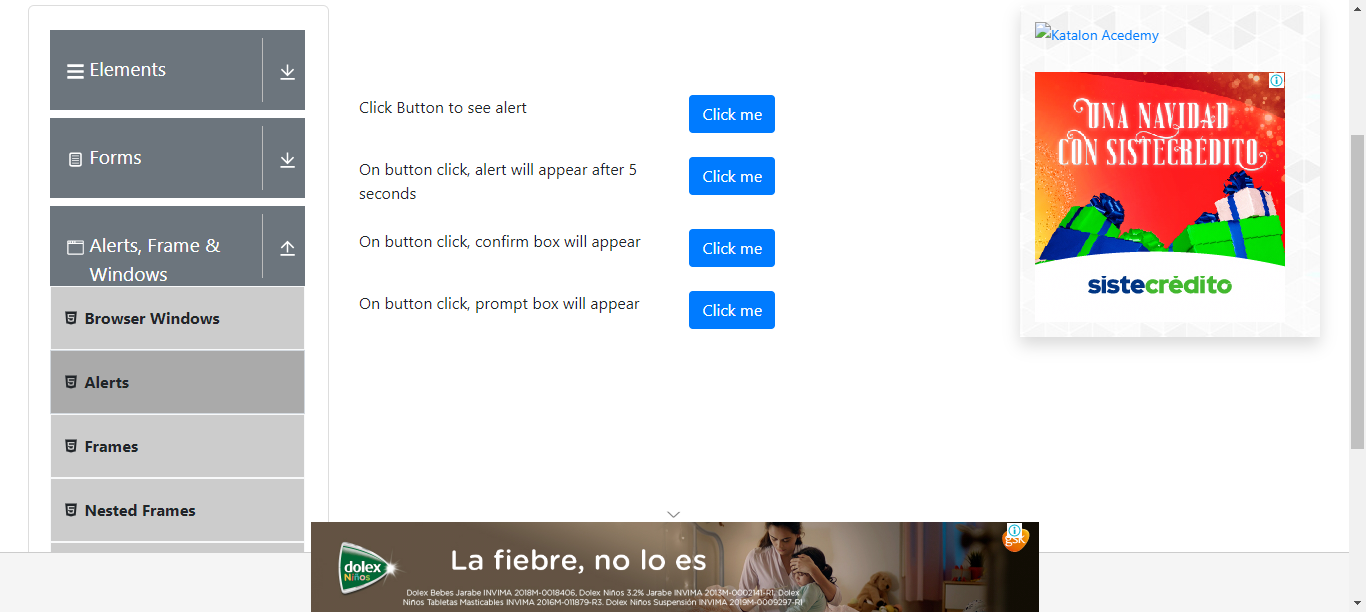 Elements
Forms
Alerts, Frame &
Windows
Browser Windows
Alerts
Frames
Nested Frames
Click Button to see alert
Click me
On button click, alert will appear after 5
seconds
Click me
On button click, confirm box will appear
Click me
On button click, prompt box will appear
Click me
Katalon Acedemy
UNA NAVIDAD
CON SISTECRÉDITO
sistecrédito
dolex
Niños
La fiebre, no lo es
Dolex Bebes Jarabe INVIMA 2018M-0018406, Dolex Niños 3.2% Jarabe INVIMA 2013M-0002141-R1, Dolex
Niños Tabletas Masticables INVIMA 2016M-011879-R3, Dolex Niños Suspensión INVIMA 2019M-0009297-R1
gsk